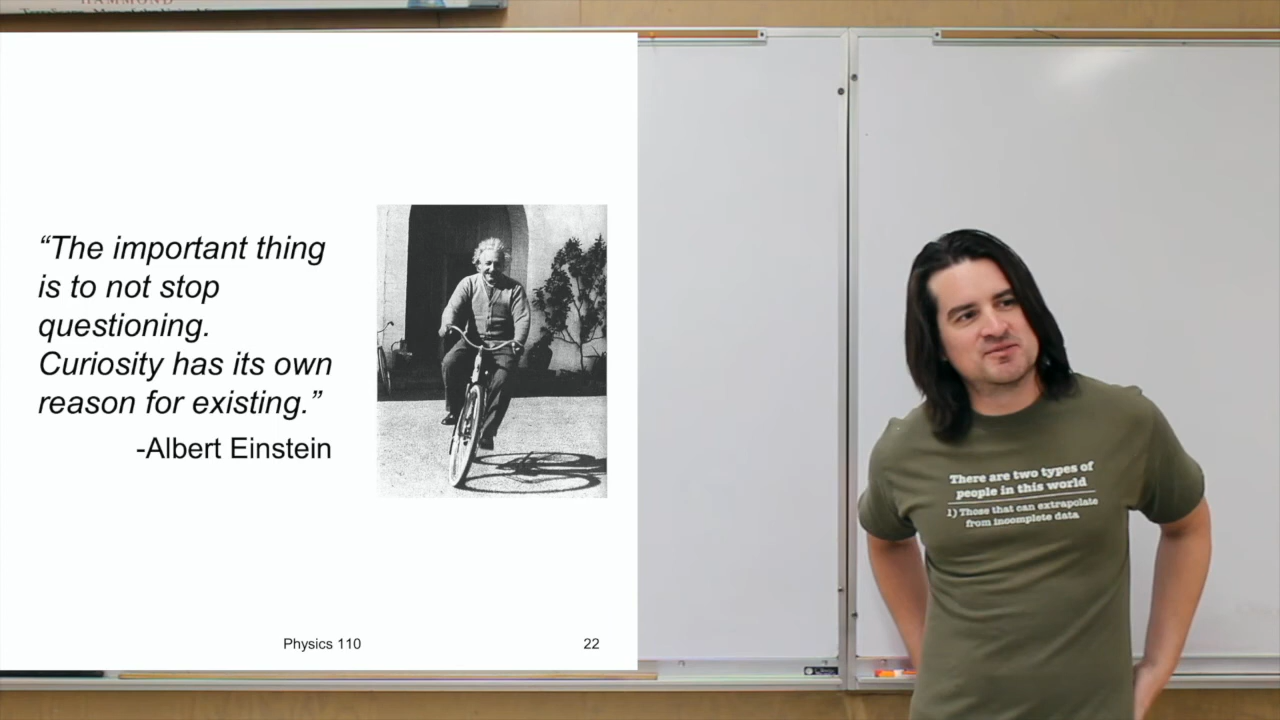 HAMMOND
“The important thing
is to not stop
questioning.
Curiosity has its own
reason for existing.”
-Albert Einstein
Physics 110
22
There are two types of
people in this world
1) Those that can extrapolate
from incomplete data